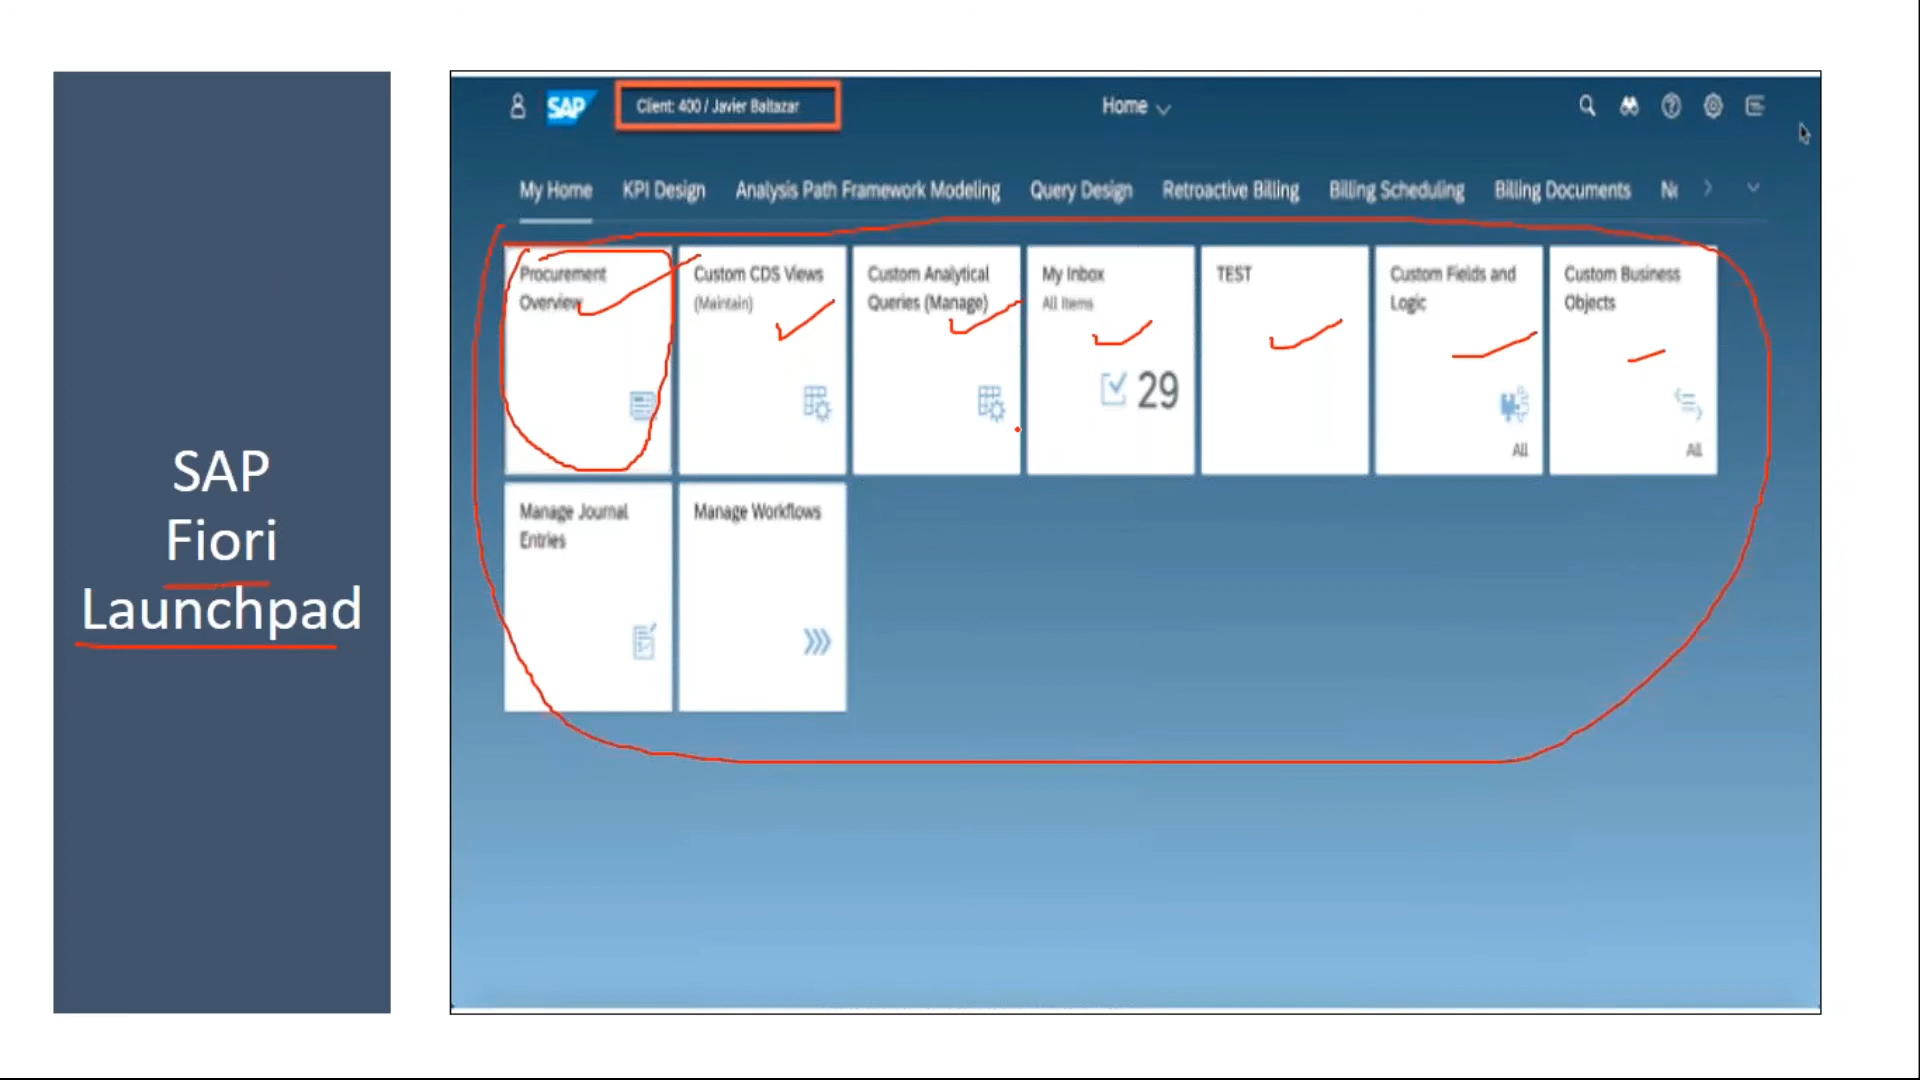 SAP
Fiori
Launchpad
SAP
Client: 400 / Javier Baltazar
Home
My Home
KPI Design
Analysis Path Framework Modeling
Query Design
Retroactive Billing
Billing Scheduling
Billing Documents
Procurement
Overview
Custom CDS Views
(Maintain)
Custom Analytical
Queries (Manage)
My Inbox
All Items
29
TEST
Custom Fields and
Logic
All
Custom Business
Objects
All
Manage Journal
Entries
Manage Workflows